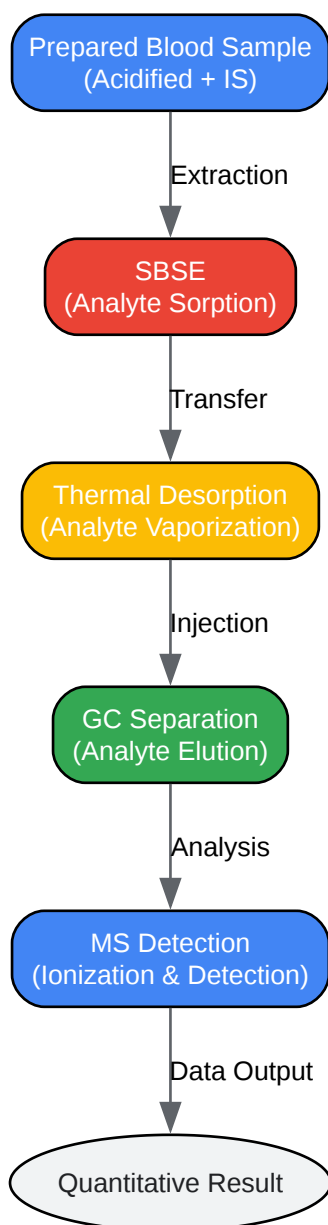 Prepared Blood Sample
(Acidified + IS)
Extraction
SBSE
(Analyte Sorption)
Transfer
Thermal Desorption
(Analyte Vaporization)
Injection
GC Separation
(Analyte Elution)
Analysis
MS Detection
(Ionization & Detection)
Data Output
Quantitative Result